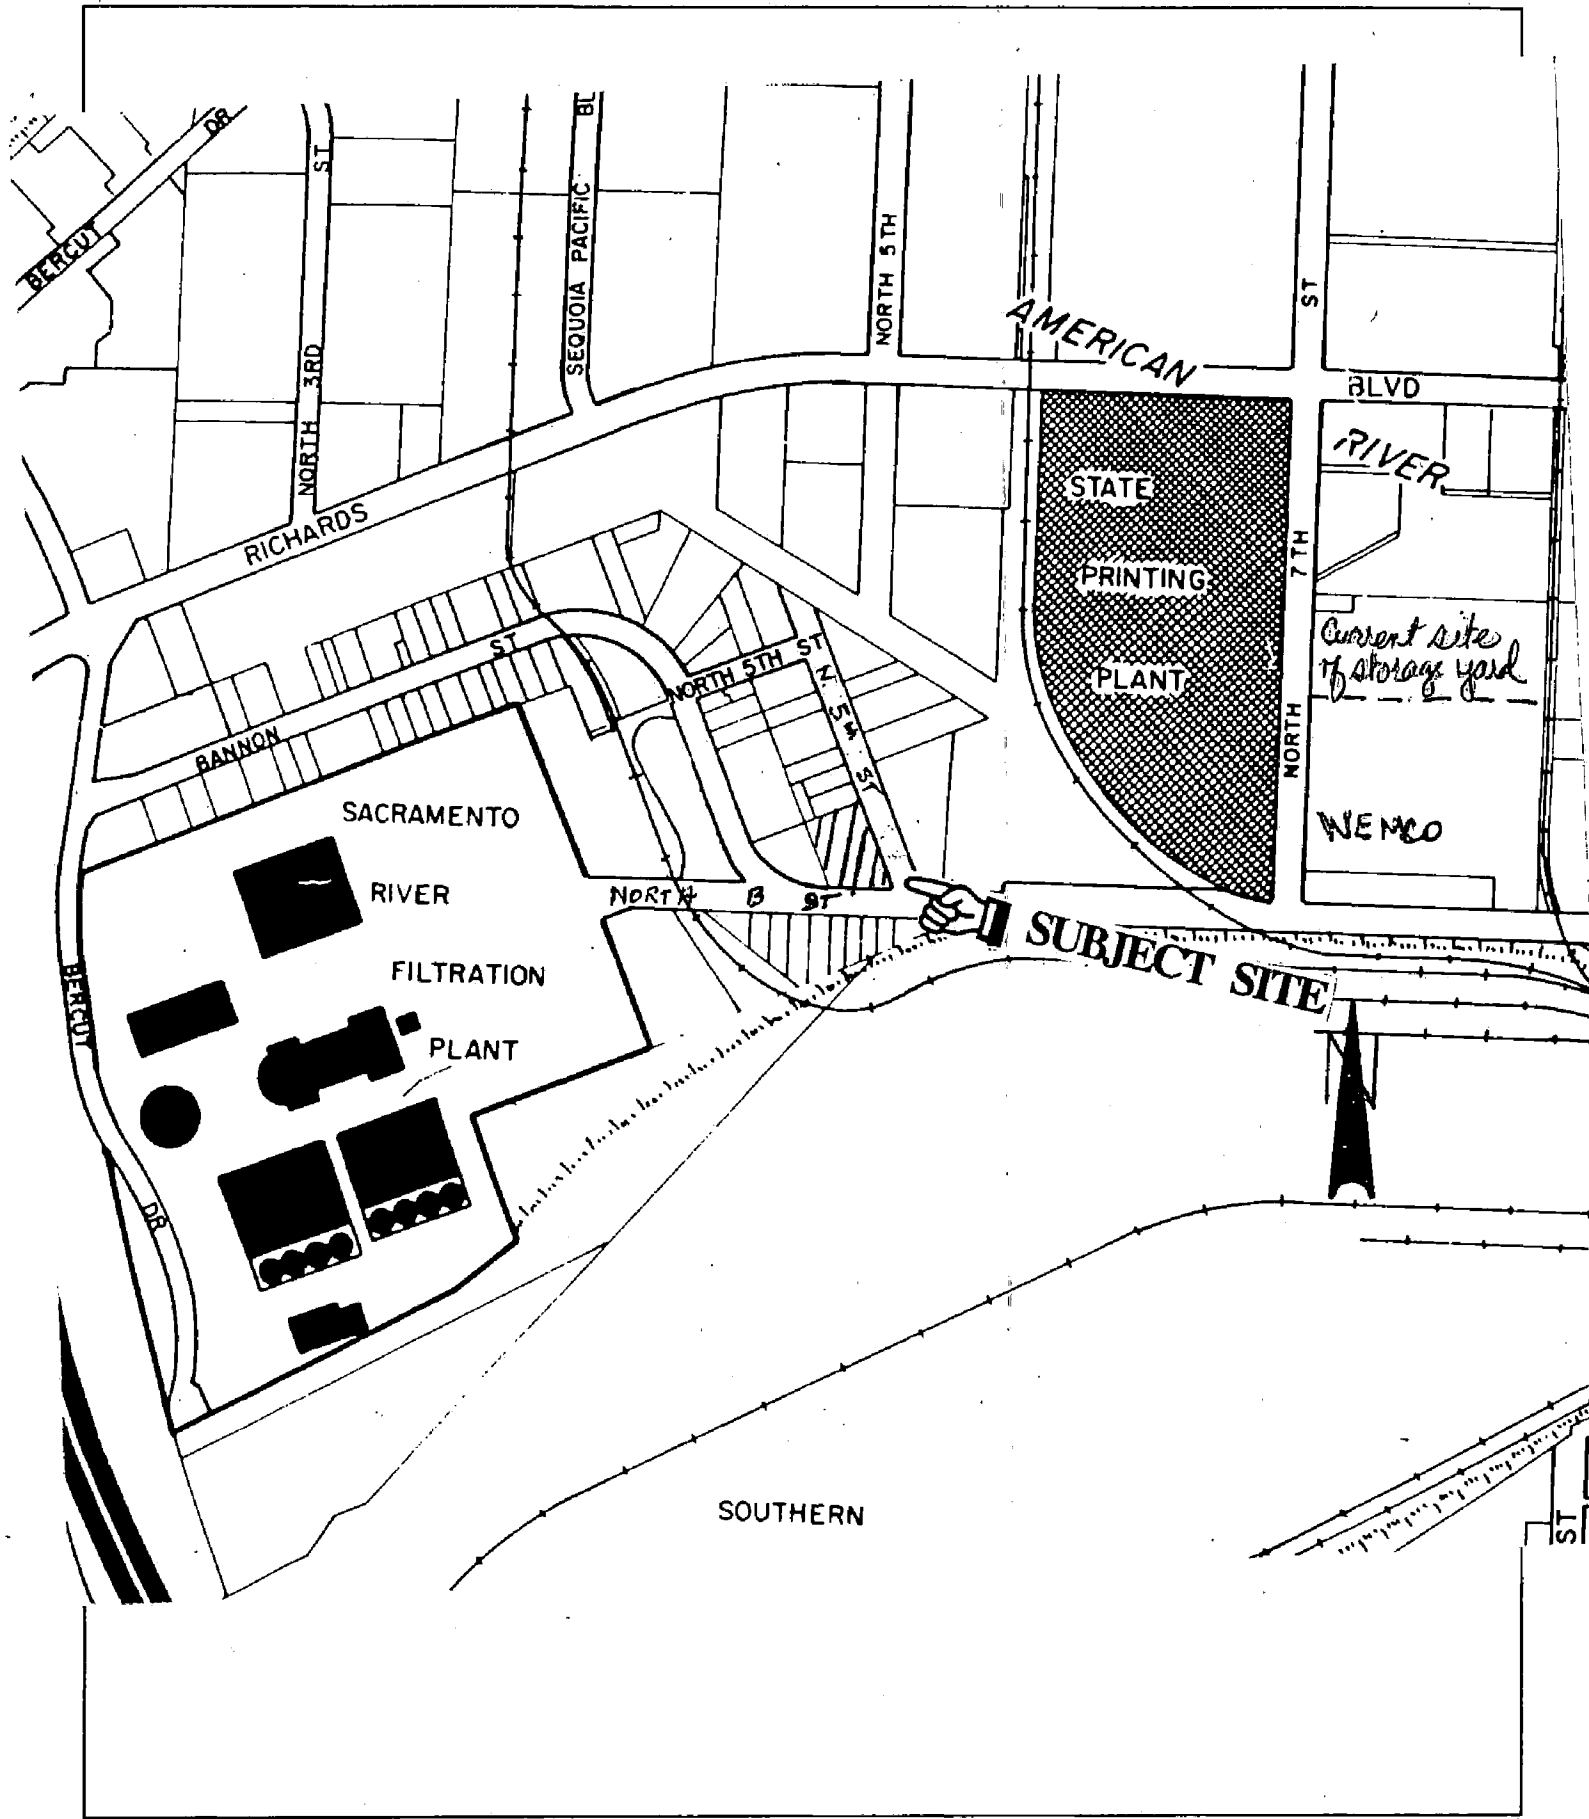 DR
BERCUT
ST
NORTH 3RD
SEQUOIA PACIFIC BL
NORTH 5TH
ST
AMERICAN
BLVD
RIVER
RICHARDS
STATE
PRINTING
PLANT
NORTH 7TH
Current site
of storage yard
WEMCO
BANNON ST
NORTH 5TH ST
N. 5th ST
SACRAMENTO
RIVER
FILTRATION
PLANT
NORTH B ST
SUBJECT SITE
N
BERCUT
DR
SOUTHERN
ST